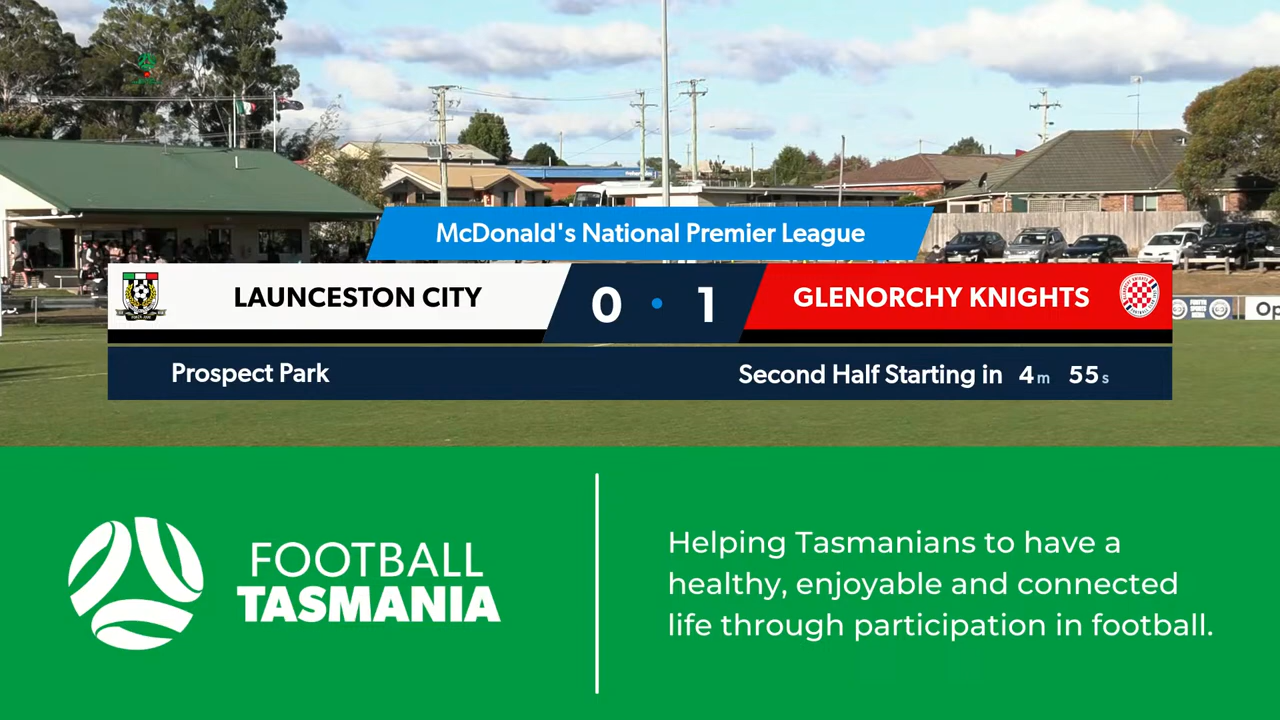 McDonald's National Premier League
LAUNCESTON CITY
0 • 1
GLENORCHY KNIGHTS
Prospect Park
Second Half Starting in 4m 55s
Op
FOOTBALL
TASMANIA
Helping Tasmanians to have a
healthy, enjoyable and connected
life through participation in football.